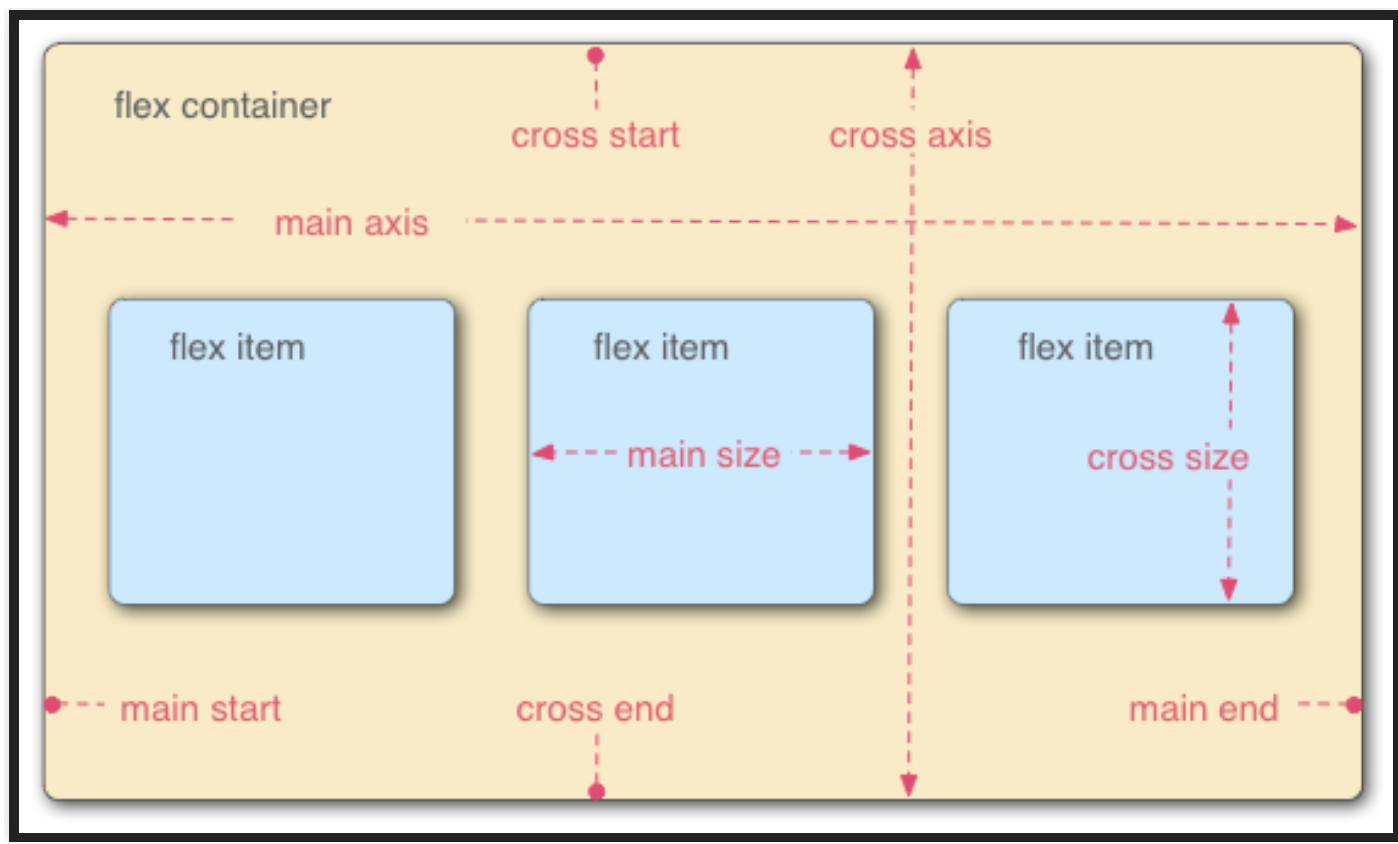 flex container
cross start
cross axis
main axis
flex item
flex item
flex item
main size
cross size
main start
cross end
main end